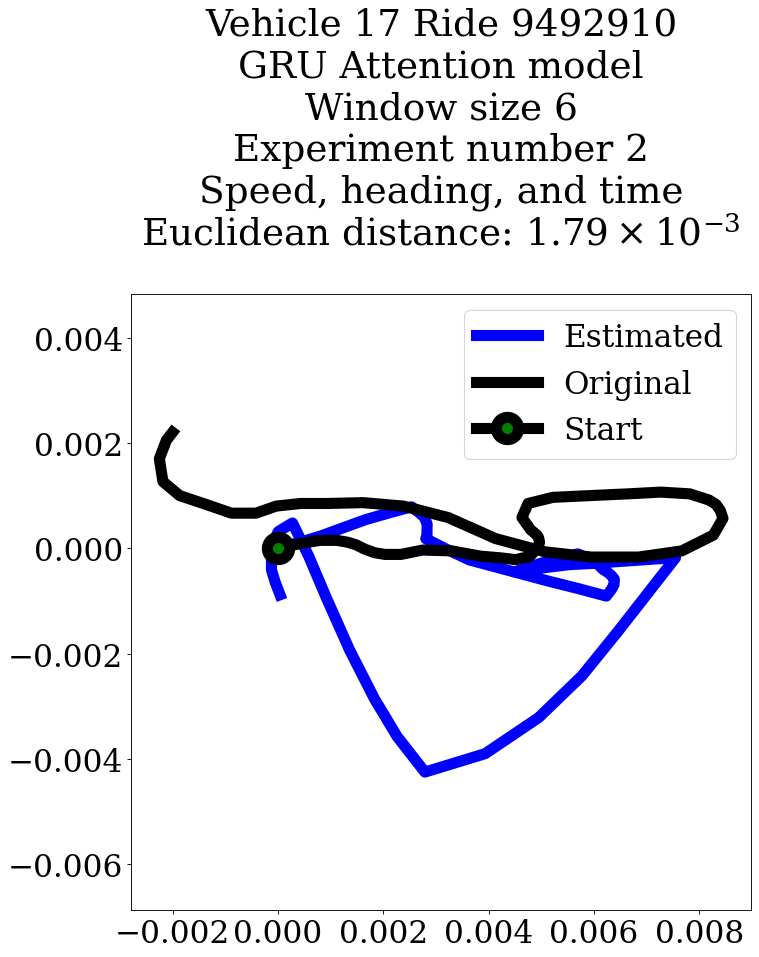 Vehicle 17 Ride 9492910
GRU Attention model
Window size 6
Experiment number 2
Speed, heading, and time
Euclidean distance: 1.79 × 10⁻³
Estimated
Original
Start
0.004
0.002
0.000
−0.002
−0.004
−0.006
−0.002 0.000 0.002 0.004 0.006 0.008